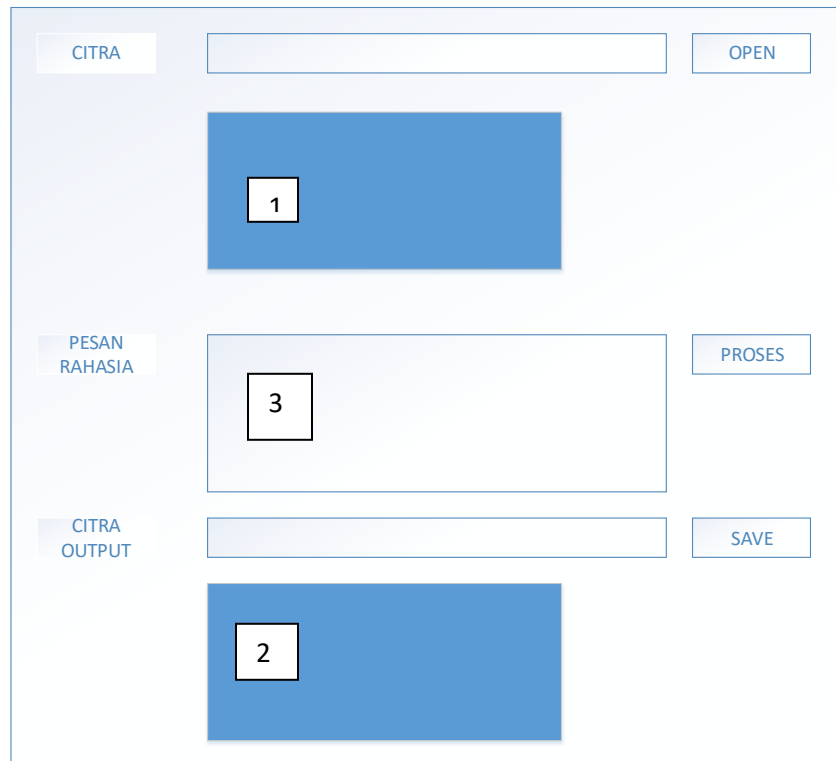 CITRA
OPEN
1
PESAN
RAHASIA
3
PROSES
CITRA
OUTPUT
SAVE
2